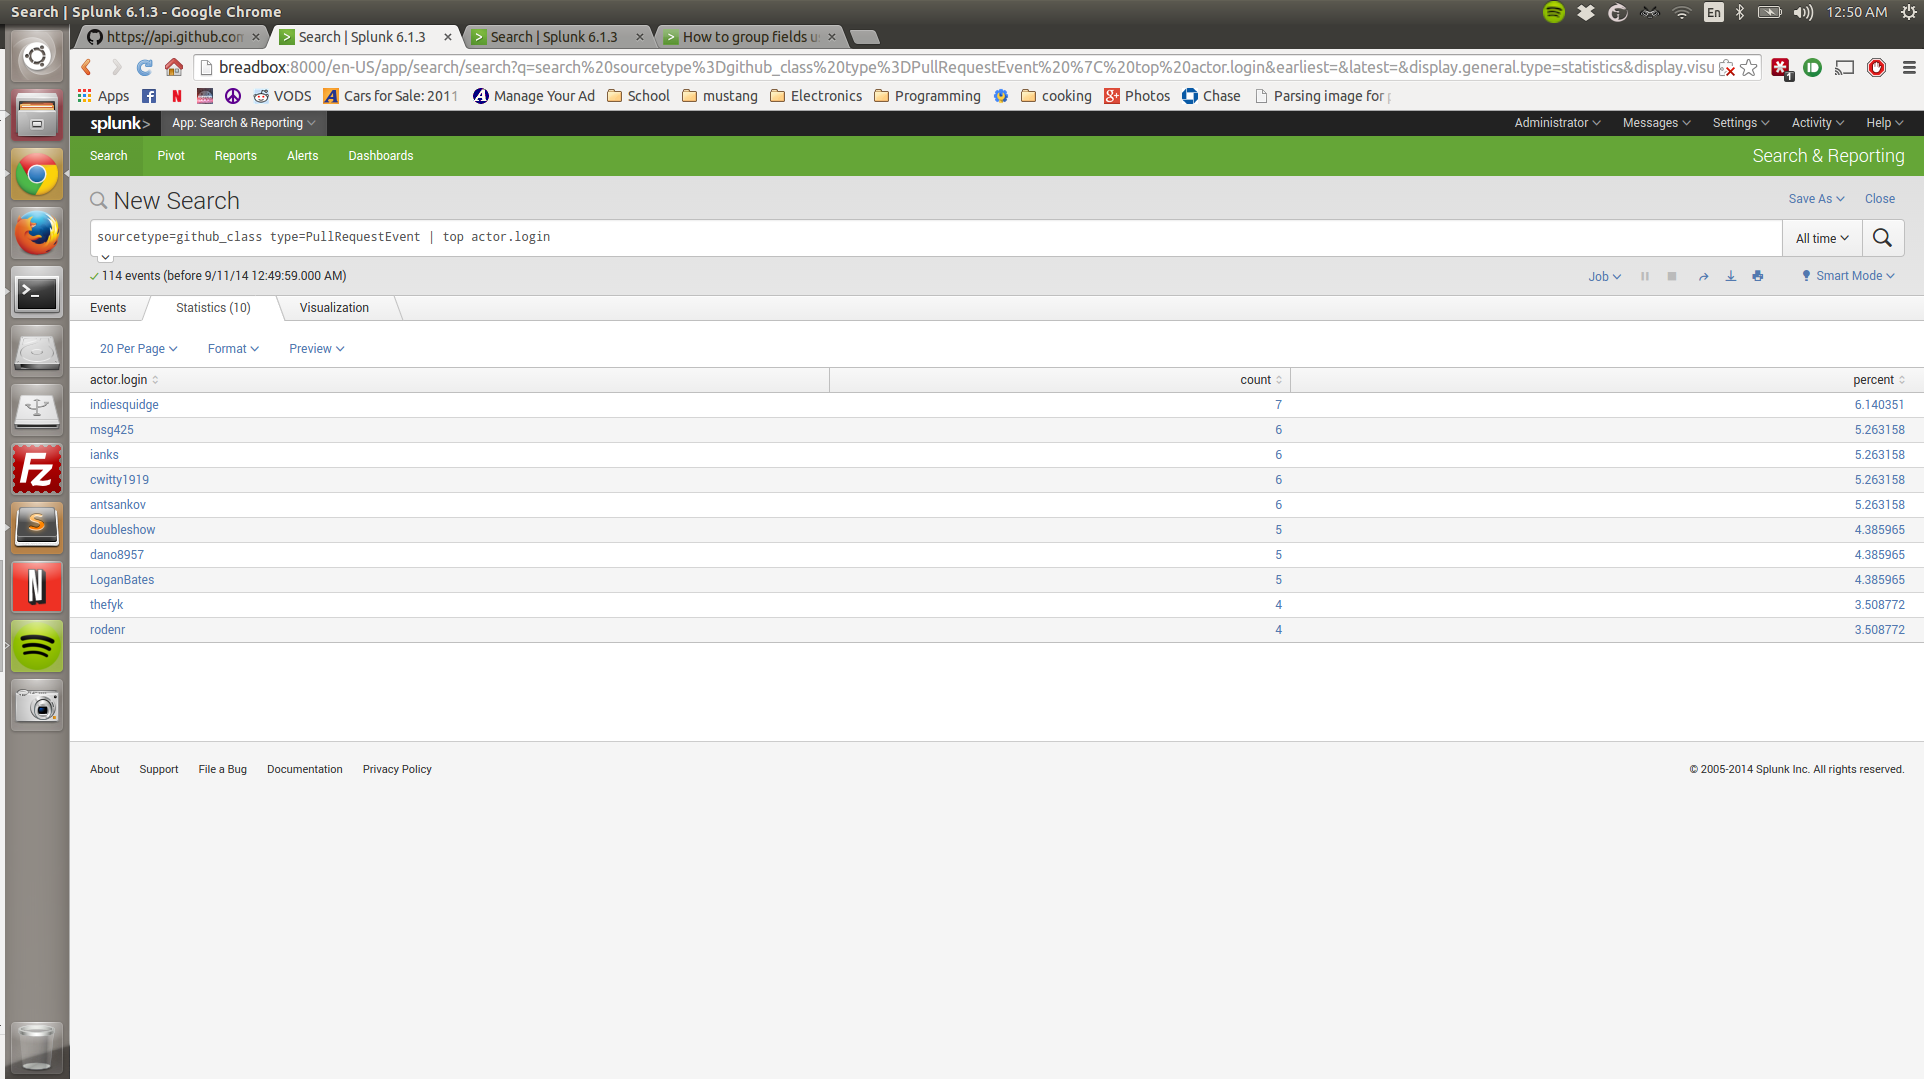 Search | Splunk 6.1.3 - Google Chrome
En
12:50 AM
https://api.github.com
Search | Splunk 6.1.3
Search | Splunk 6.1.3
How to group fields u
breadbox:8000/en-US/app/search/search?q=search%20sourcetype%3Dgithub_class%20type%3DPullRequestEvent%20%7C%20top%20actor.login&earliest=&latest=&display.general.type=statistics&display.visu
1
Apps
VODS
Cars for Sale: 2011
Manage Your Ad
School
mustang
Electronics
Programming
cooking
Photos
Chase
Parsing image for
splunk>
App: Search & Reporting
Administrator
Messages
Settings
Activity
Help
Search
Pivot
Reports
Alerts
Dashboards
Search & Reporting
New Search
Save As
Close
sourcetype=github_class type=PullRequestEvent | top actor.login
All time
114 events (before 9/11/14 12:49:59.000 AM)
Job
Smart Mode
Events
Statistics (10)
Visualization
20 Per Page
Format
Preview
actor.login count percent
indiesquidge 7 6.140351
msg425 6 5.263158
ianks 6 5.263158
cwitty1919 6 5.263158
antsankov 6 5.263158
doubleshow 5 4.385965
dano8957 5 4.385965
LoganBates 5 4.385965
thefyk 4 3.508772
rodenr 4 3.508772
About
Support
File a Bug
Documentation
Privacy Policy
© 2005-2014 Splunk Inc. All rights reserved.